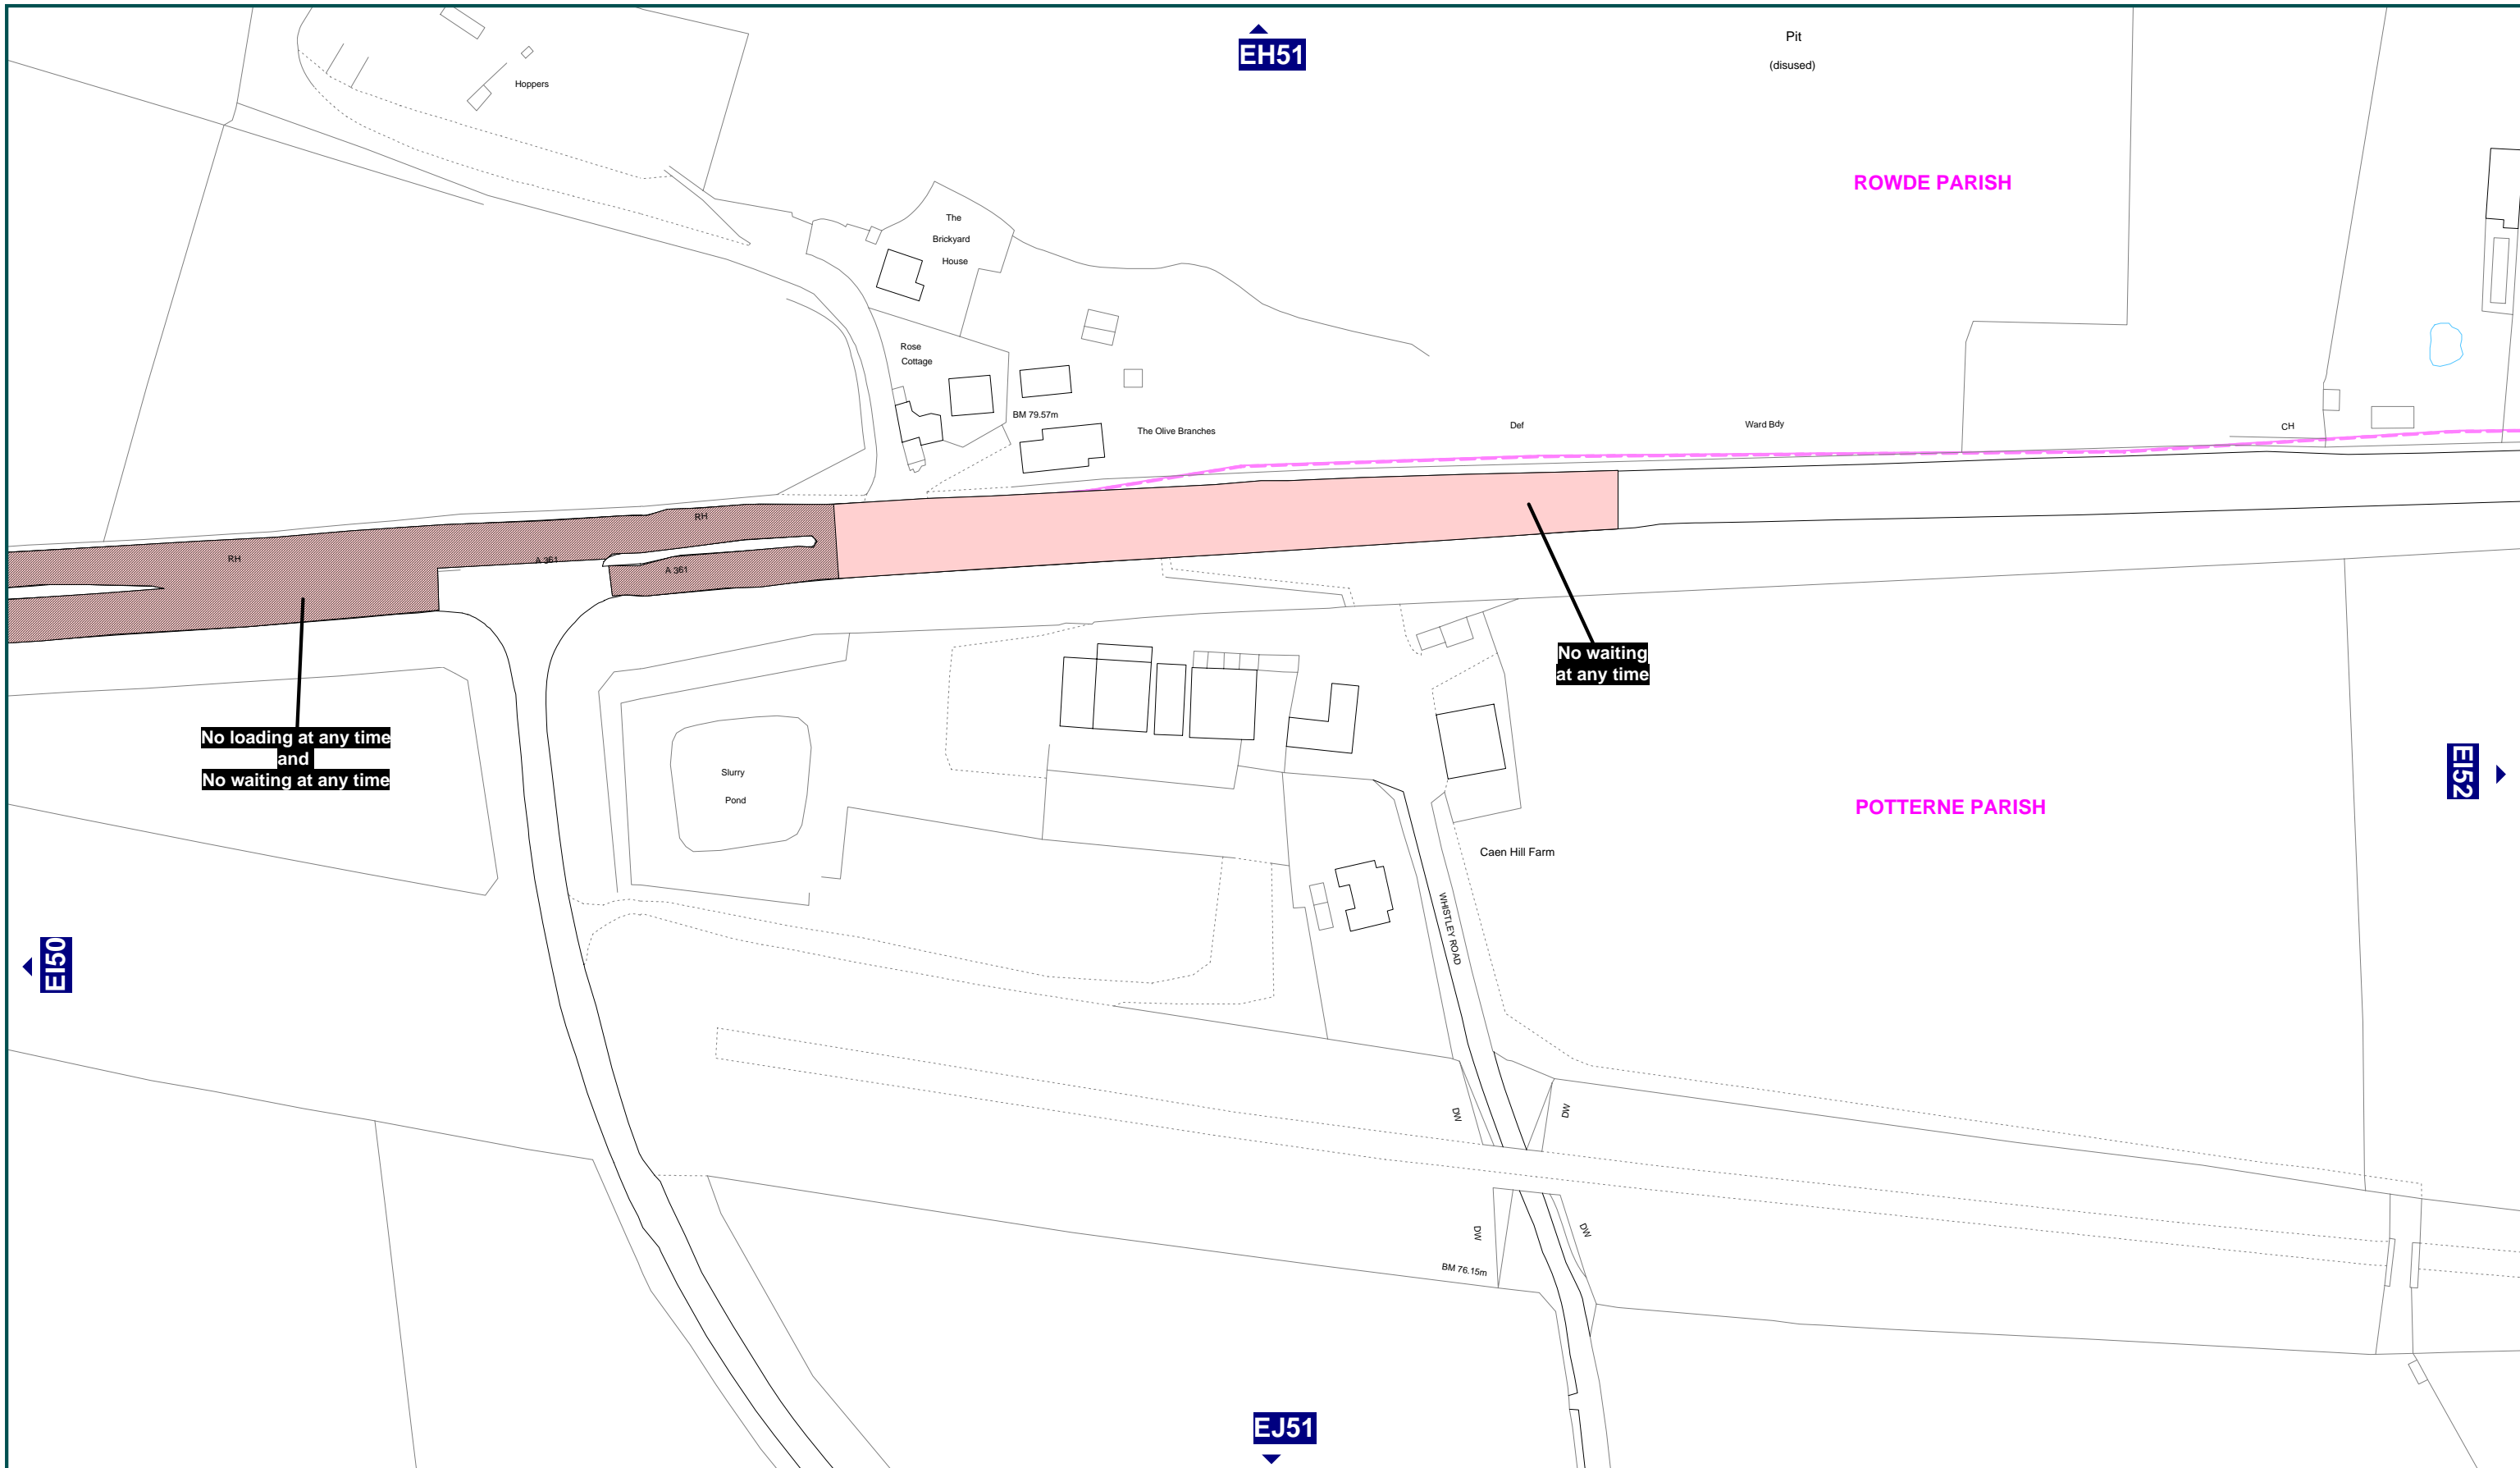 EH51
Pit
(disused)
Hoppers
ROWDE PARISH
The
Brickyard
House
Rose
Cottage
BM 79.57m
The Olive Branches
Def
Ward Bdy
CH
RH
RH
A 361
A 361
No waiting
at any time
No loading at any time
and
No waiting at any time
Slurry
Pond
EI52
POTTERNE PARISH
Caen Hill Farm
WHISTLEY ROAD
EI50
DW
DW
DW
DW
BM 76.15m
EJ51